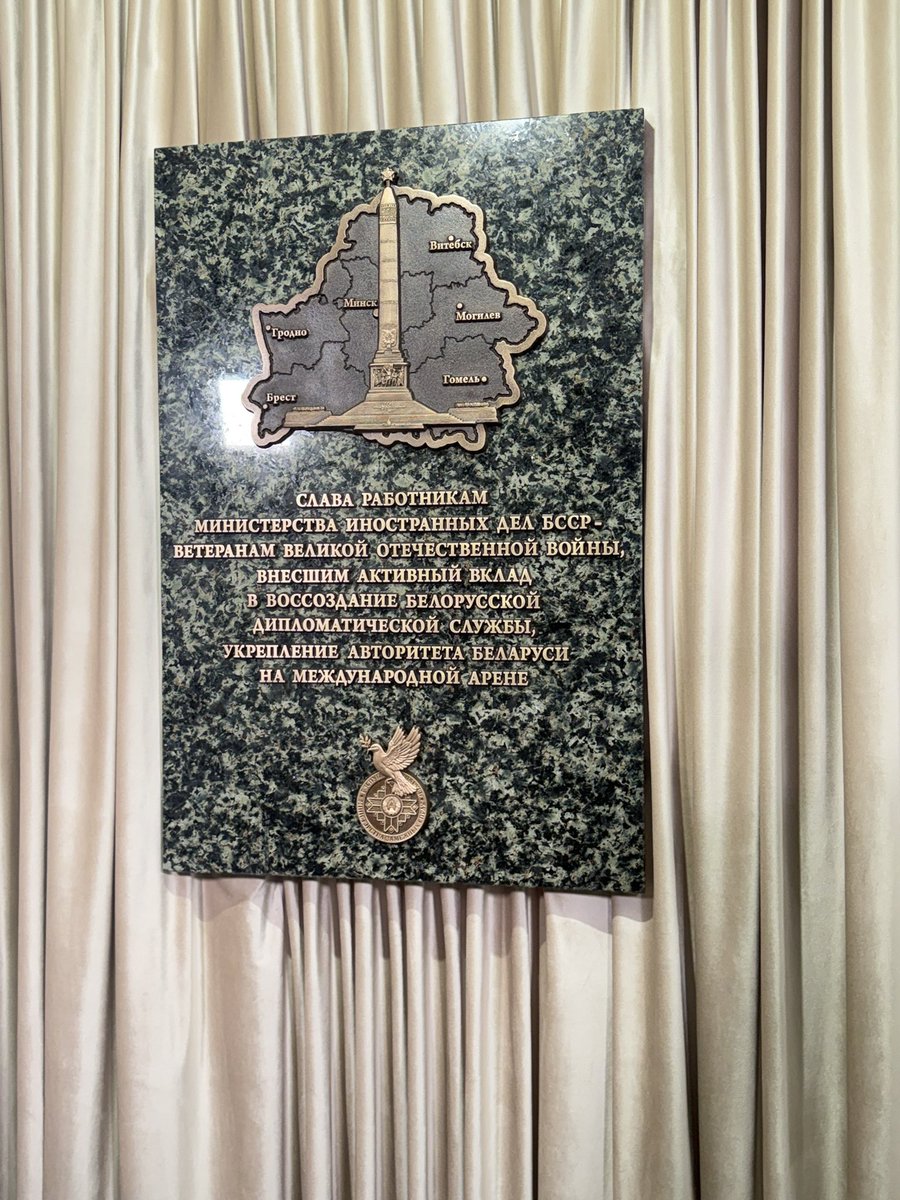 Витебск
Минск
Могилев
Гродно
Гомель
Брест
СЛАВА РАБОТНИКАМ
МИНИСТЕРСТВА ИНОСТРАННЫХ ДЕЛ БССР-
ВЕТЕРАНАМ ВЕЛИКОЙ ОТЕЧЕСТВЕННОЙ ВОЙНЫ,
ВНЕСШИМ АКТИВНЫЙ ВКЛАД
В ВОССОЗДАНИЕ БЕЛОРУССКОЙ
ДИПЛОМАТИЧЕСКОЙ СЛУЖБЫ,
УКРЕПЛЕНИЕ АВТОРИТЕТА БЕЛАРУСИ
НА МЕЖДУНАРОДНОЙ АРЕНЕ